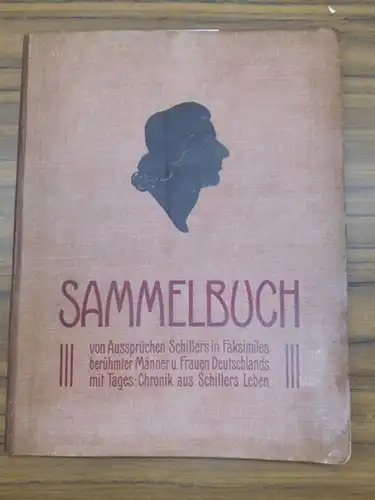 SAMMELBUCH
von Aussprüchen Schillers in Faksimiles
berühmter Männer u. Frauen Deutschlands
mit Tages-Chronik aus Schillers Leben.